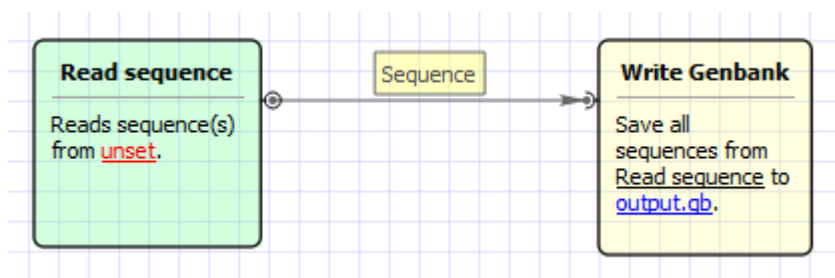 Read sequence
Reads sequence(s)
from unset.
Sequence
Write Genbank
Save all
sequences from
Read sequence to
output.gb.